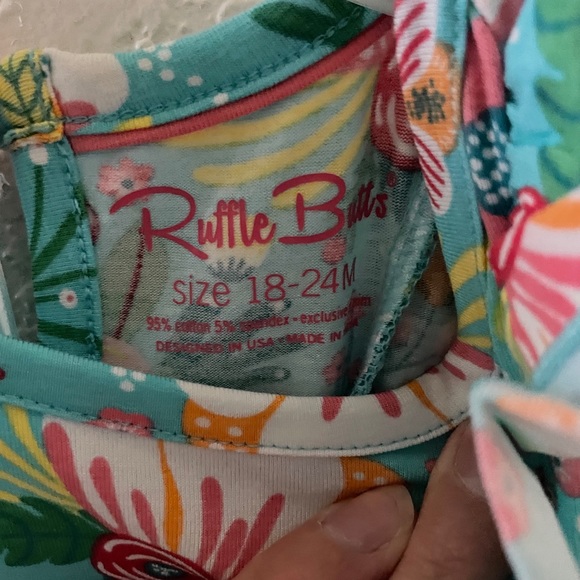 Ruffle Butts
size 18-24M
95% cotton 5% spandex • exclusive
DESIGNED IN USA • MADE IN